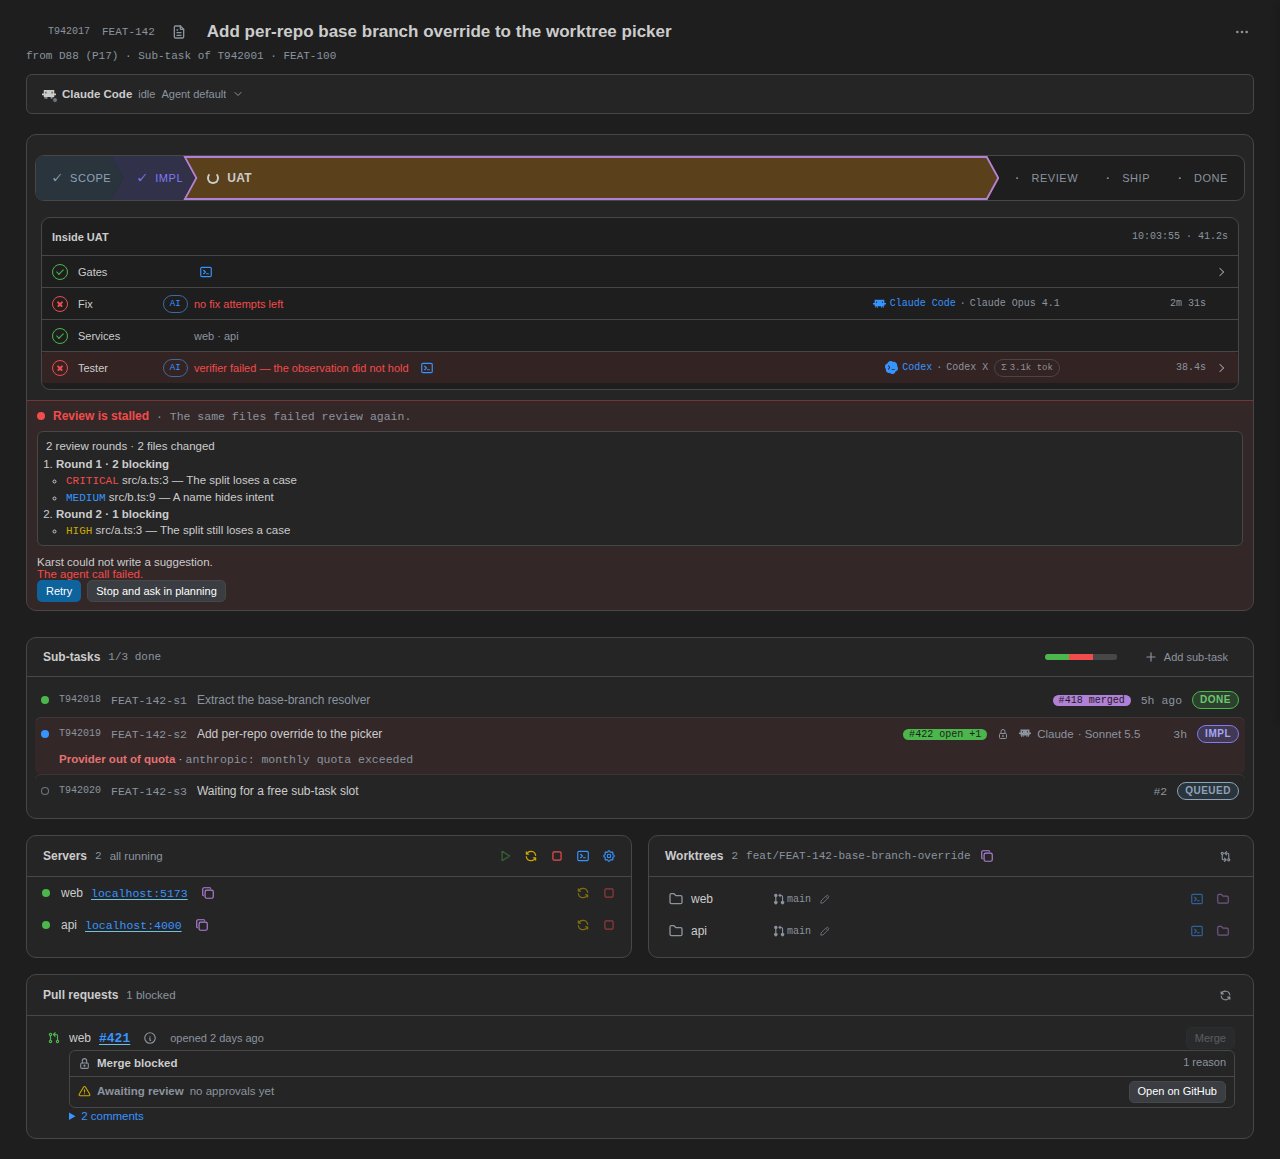 T942017 FEAT-142 Add per-repo base branch override to the worktree picker
from D88 (P17) · Sub-task of T942001 · FEAT-100
Claude Code idle Agent default
SCOPE IMPL UAT REVIEW SHIP DONE
Inside UAT 10:03:55 · 41.2s
Gates
Fix AI no fix attempts left Claude Code · Claude Opus 4.1 2m 31s
Services web · api
Tester AI verifier failed — the observation did not hold Codex · Codex X Σ 3.1k tok 38.4s
Review is stalled · The same files failed review again.
2 review rounds · 2 files changed
1. Round 1 · 2 blocking
CRITICAL src/a.ts:3 — The split loses a case
MEDIUM src/b.ts:9 — A name hides intent
2. Round 2 · 1 blocking
HIGH src/a.ts:3 — The split still loses a case
Karst could not write a suggestion.
The agent call failed.
Retry Stop and ask in planning
Sub-tasks 1/3 done Add sub-task
T942018 FEAT-142-s1 Extract the base-branch resolver #418 merged 5h ago DONE
T942019 FEAT-142-s2 Add per-repo override to the picker #422 open +1 Claude · Sonnet 5.5 3h IMPL
Provider out of quota · anthropic: monthly quota exceeded
T942020 FEAT-142-s3 Waiting for a free sub-task slot #2 QUEUED
Servers 2 all running
web localhost:5173
api localhost:4000
Worktrees 2 feat/FEAT-142-base-branch-override
web main
api main
Pull requests 1 blocked
web #421 opened 2 days ago Merge
Merge blocked 1 reason
Awaiting review no approvals yet Open on GitHub
2 comments